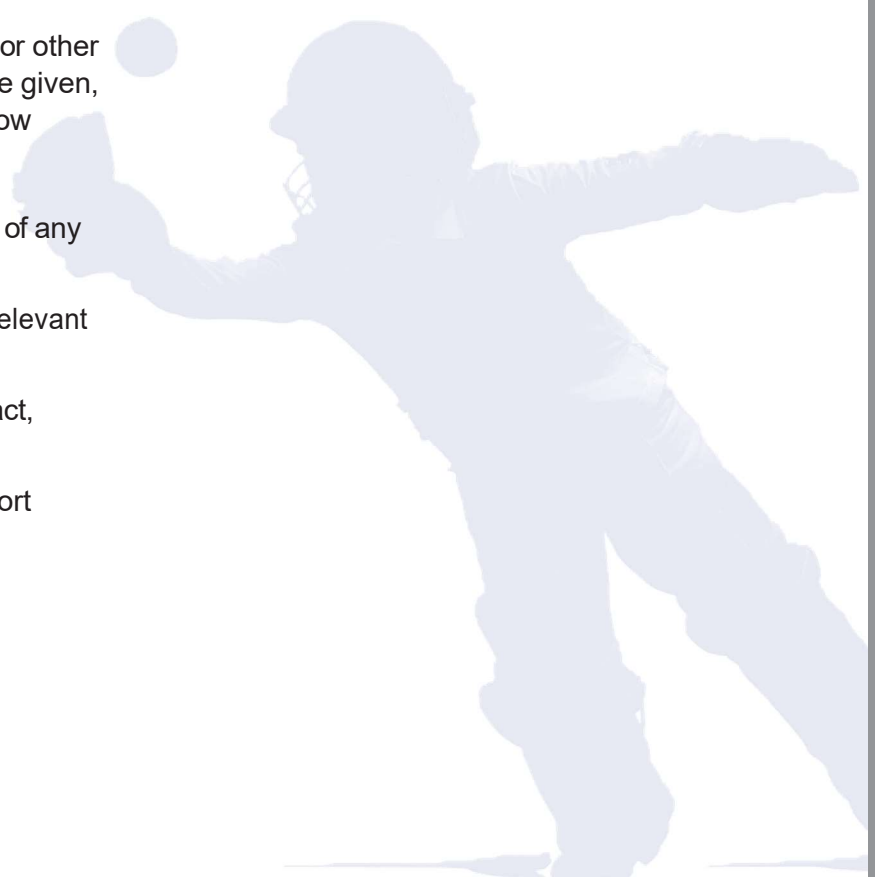 or other
e given,
ow
of any
elevant
act,
ort